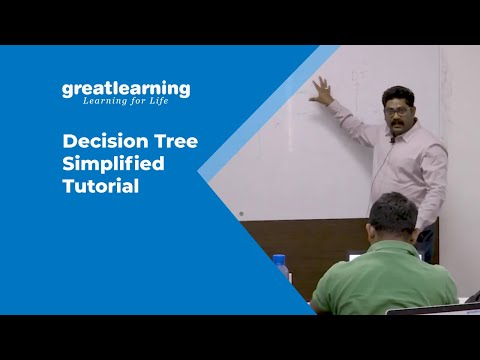 greatlearning
Learning for Life
Decision Tree
Simplified
Tutorial